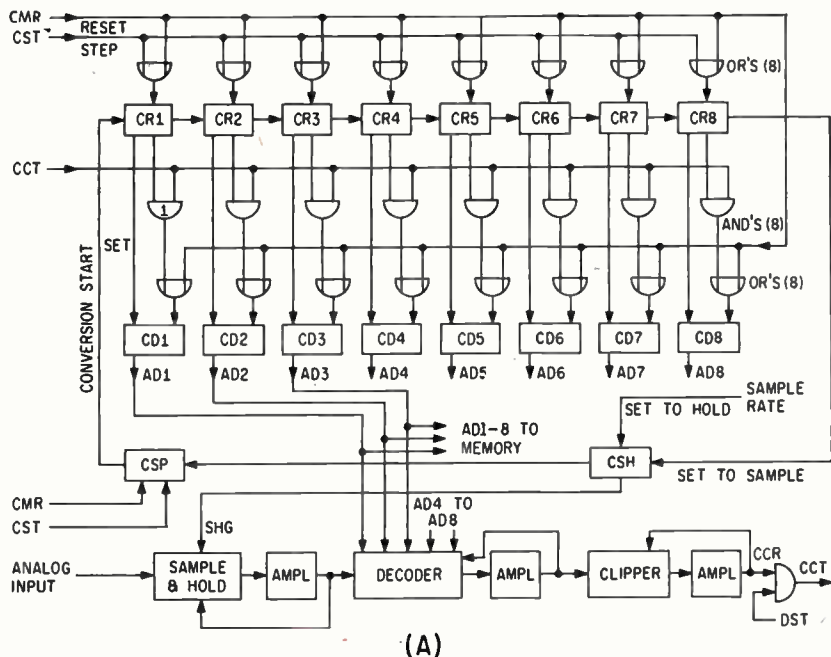 CMR RESET
CST STEP
OR'S (8)
CR1 CR2 CR3 CR4 CR5 CR6 CR7 CR8
CCT
1
AND'S (8)
SET
OR'S (8)
CONVERSION START
CD1 CD2 CD3 CD4 CD5 CD6 CD7 CD8
AD1 AD2 AD3 AD4 AD5 AD6 AD7 AD8
SET TO HOLD
SAMPLE
RATE
AD1-8 TO
MEMORY
CSP
CSH
SET TO SAMPLE
CMR
CST
SHG
AD4 TO
AD8
ANALOG
INPUT
SAMPLE
& HOLD
AMPL
DECODER
AMPL
CLIPPER
AMPL
CCR
CCT
DST
(A)